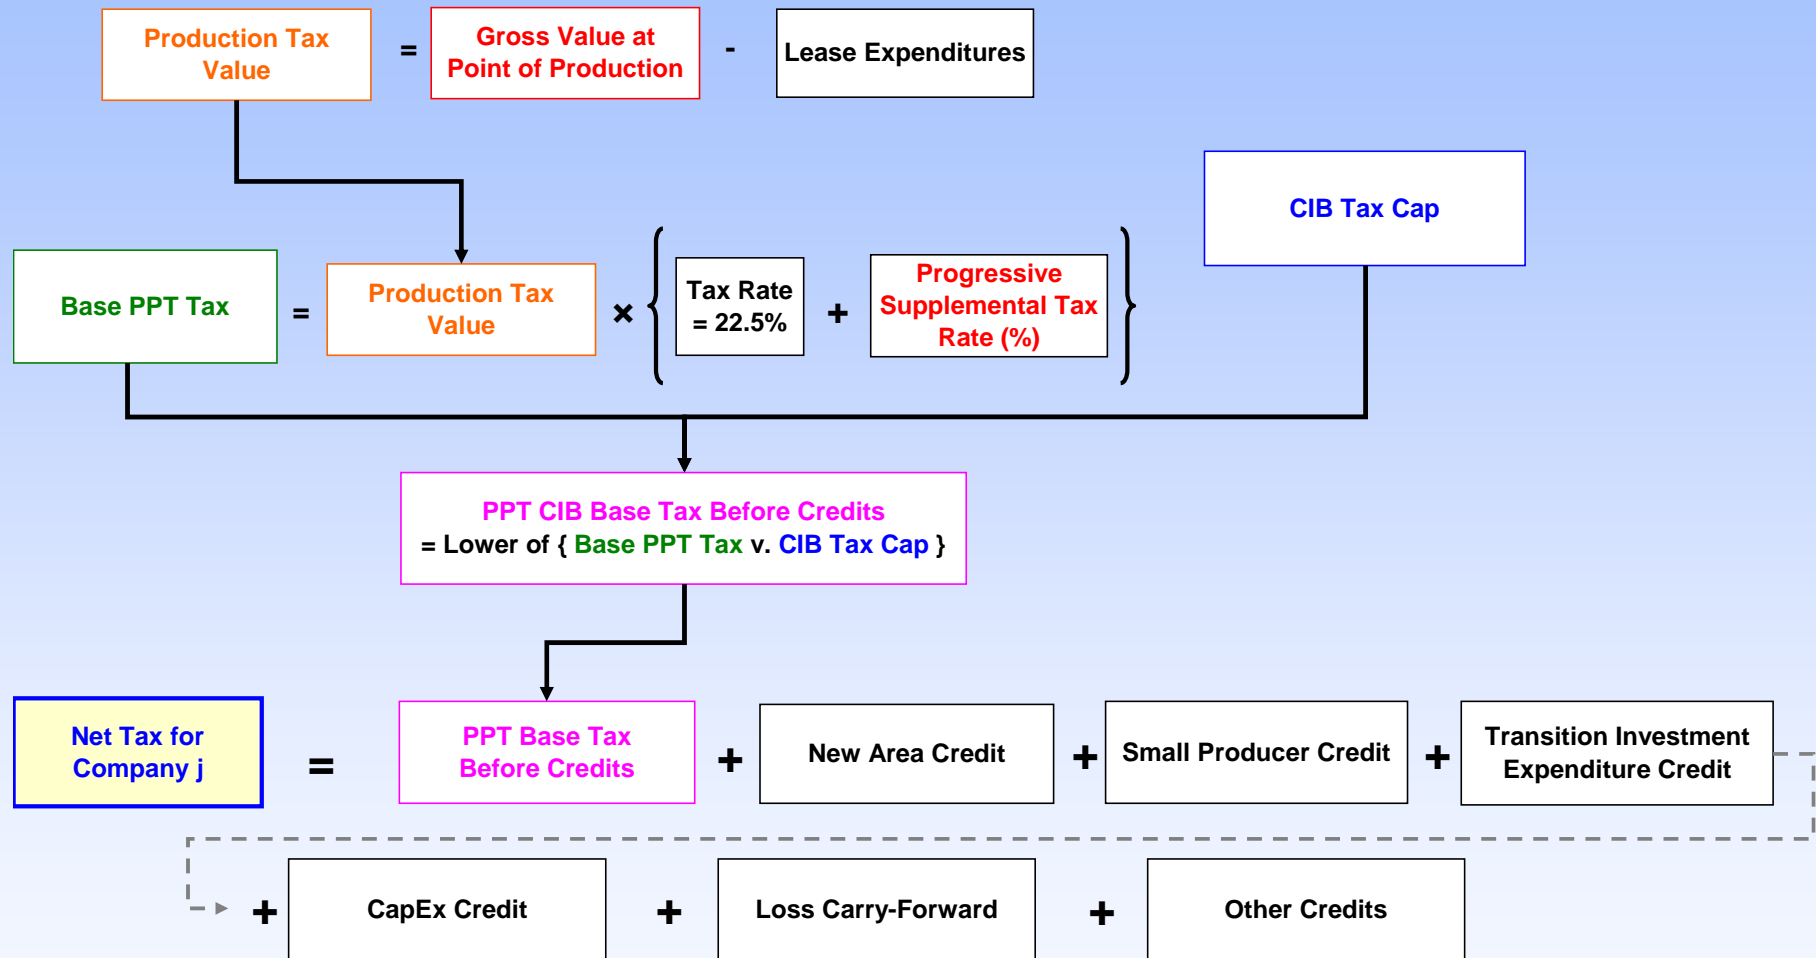 Production Tax
Value
=
Gross Value at
Point of Production
-
Lease Expenditures
CIB Tax Cap
Base PPT Tax
=
Production Tax
Value
×
{
Tax Rate
= 22.5%
+
Progressive
Supplemental Tax
Rate (%)
}
PPT CIB Base Tax Before Credits
= Lower of { Base PPT Tax v. CIB Tax Cap }
Net Tax for
Company j
=
PPT Base Tax
Before Credits
+
New Area Credit
+
Small Producer Credit
+
Transition Investment
Expenditure Credit
+
CapEx Credit
+
Loss Carry-Forward
+
Other Credits